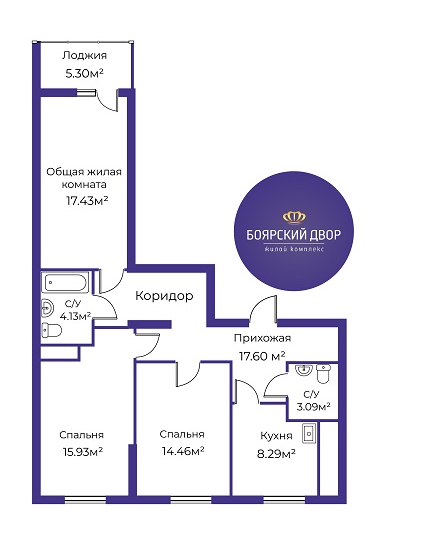 Лоджия
5.30м²
Общая жилая
комната
17.43м²
БОЯРСКИЙ ДВОР
ЖИЛОЙ КОМПЛЕКС
С/У
4.13м²
Коридор
Прихожая
17.60 м²
С/У
3.09м²
Спальня
15.93м²
Спальня
14.46м²
Кухня
8.29м²